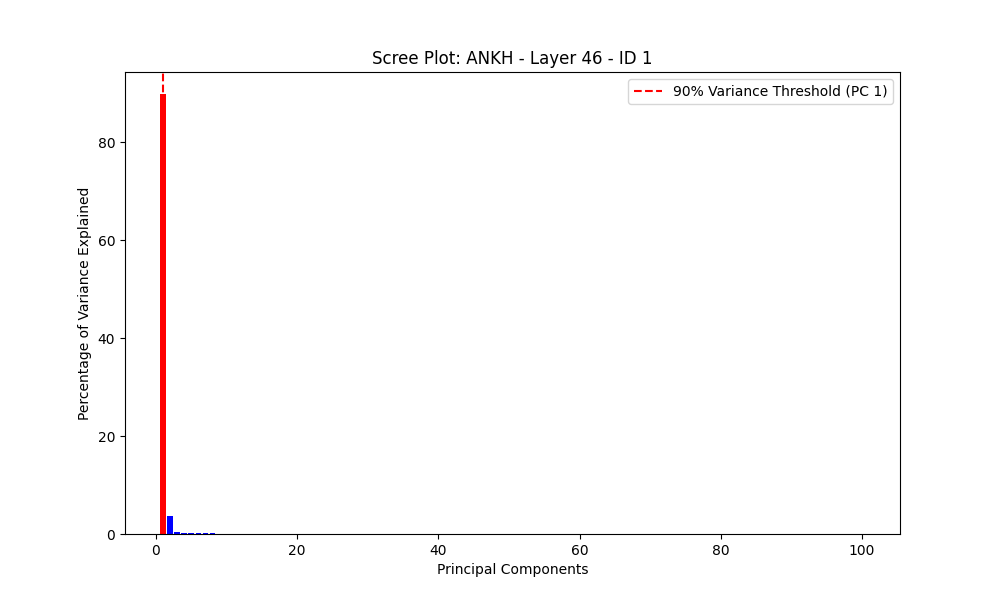 Scree Plot: ANKH - Layer 46 - ID 1
90% Variance Threshold (PC 1)
Percentage of Variance Explained
80
60
40
20
0
0 20 40 60 80 100
Principal Components